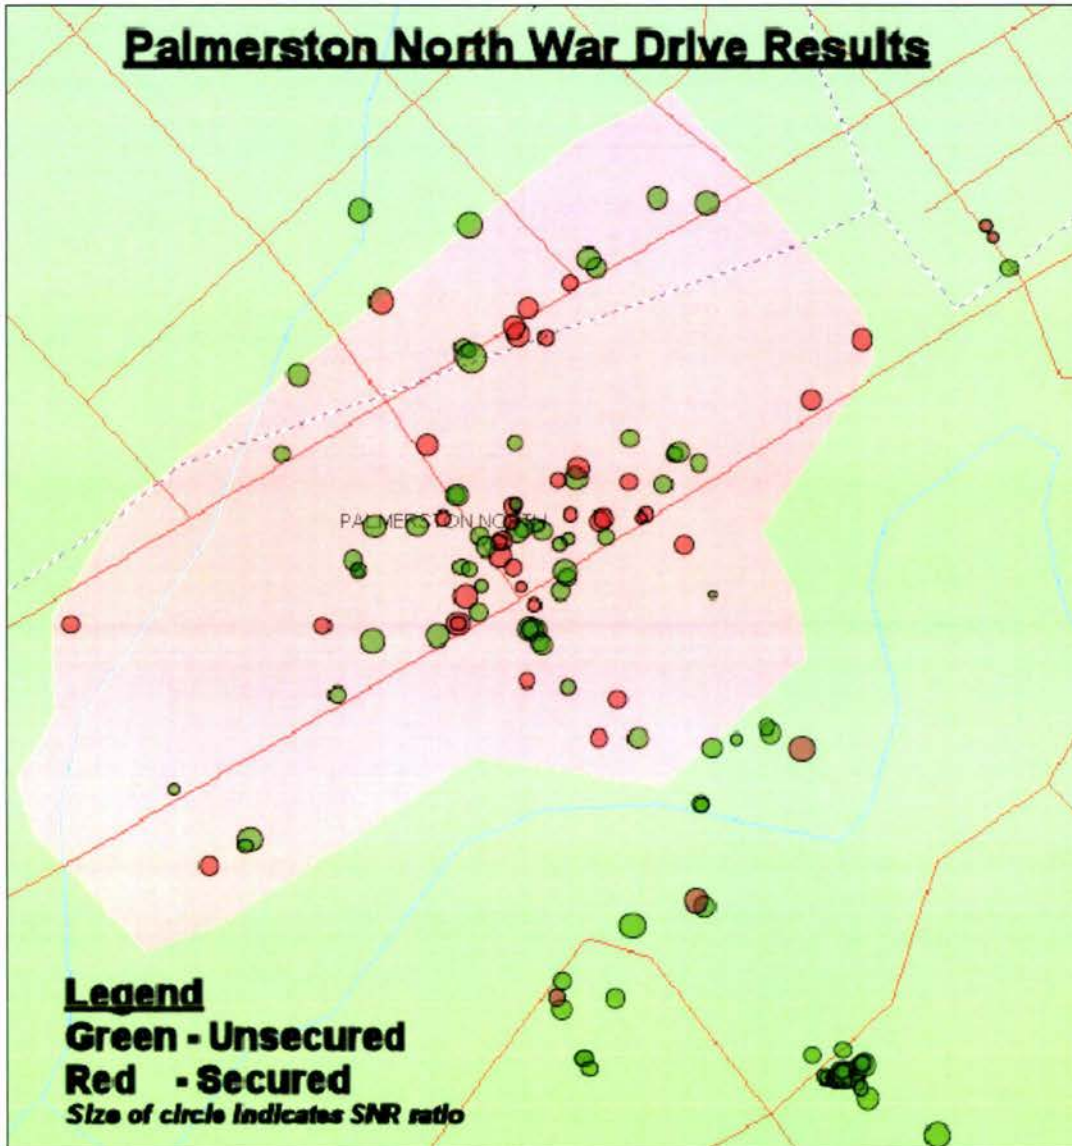 Palmerston North War Drive Results
PALMERSTON NORTH
Legend
Green - Unsecured
Red - Secured
Size of circle indicates SNR ratio